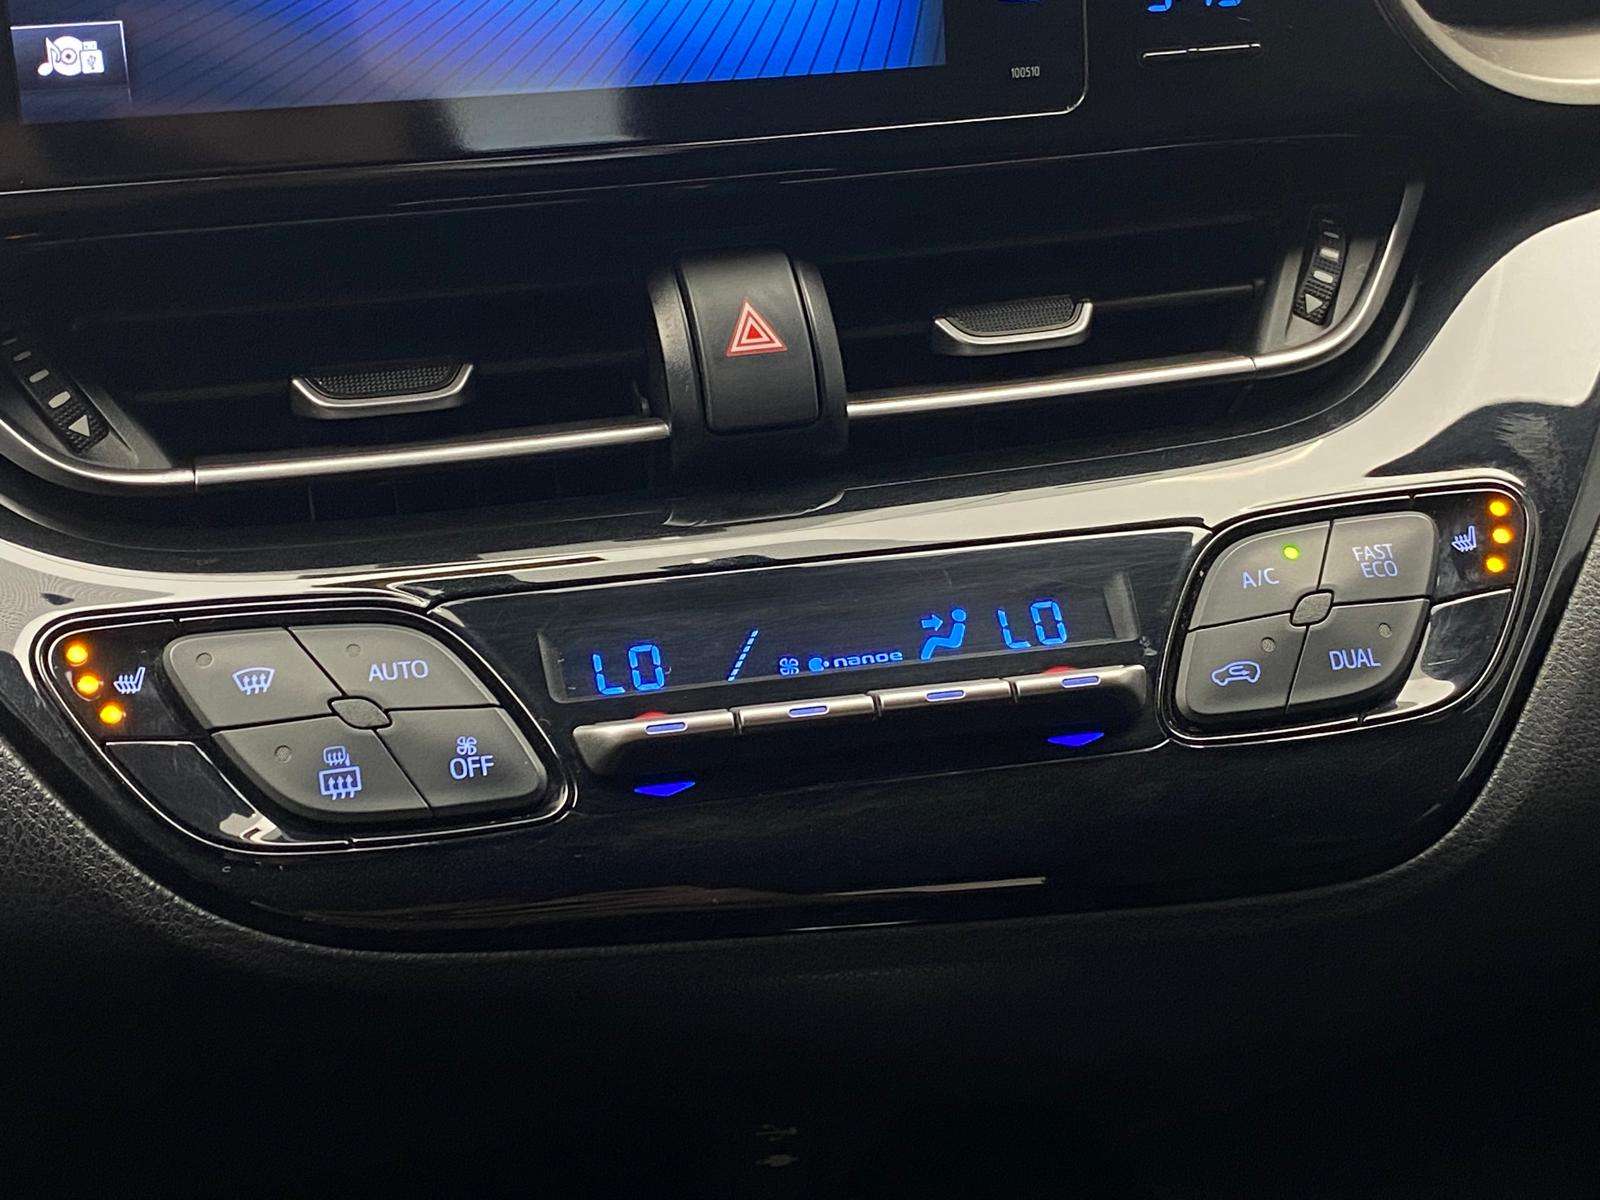 100510
A/C
FAST
ECO
AUTO
LO
nanoe
LO
DUAL
OFF